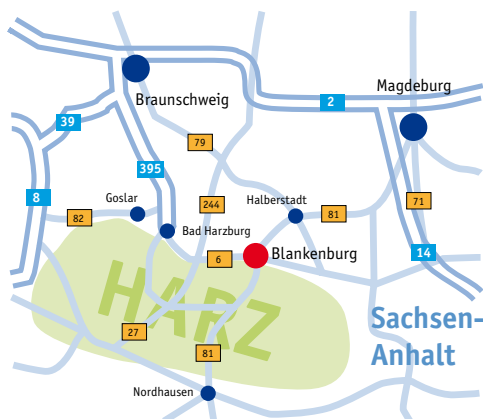 Braunschweig
Magdeburg
2
39
79
395
8
Goslar
82
244
Halberstadt
81
71
Bad Harzburg
6
Blankenburg
14
HARZ
Sachsen-
Anhalt
27
81
Nordhausen